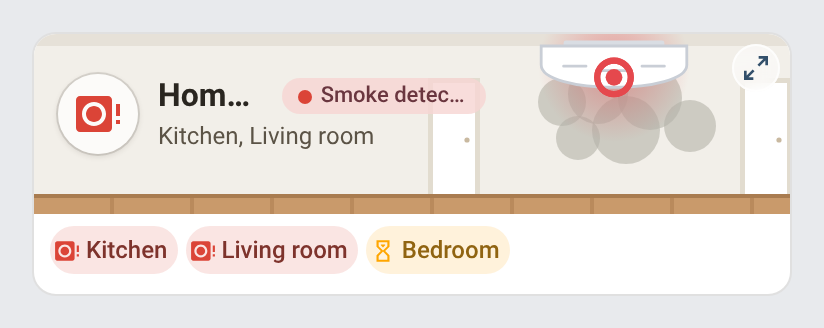 Hom... Smoke detec...
Kitchen, Living room
Kitchen Living room Bedroom